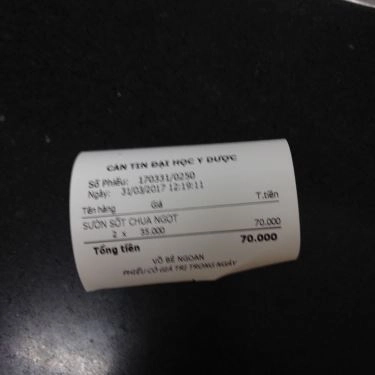 CĂN TIN ĐẠI HỌC Y DƯỢC
Số Phiếu: 170331/0250
Ngày: 31/03/2017 12:19:11
Tên hàng Giá T.tiền
SƯỜN SỐT CHUA NGỌT 70.000
2 x 35.000
Tổng tiền 70.000
VÕ BÉ NGOAN
PHIẾU CÓ GIÁ TRỊ TRONG NGÀY